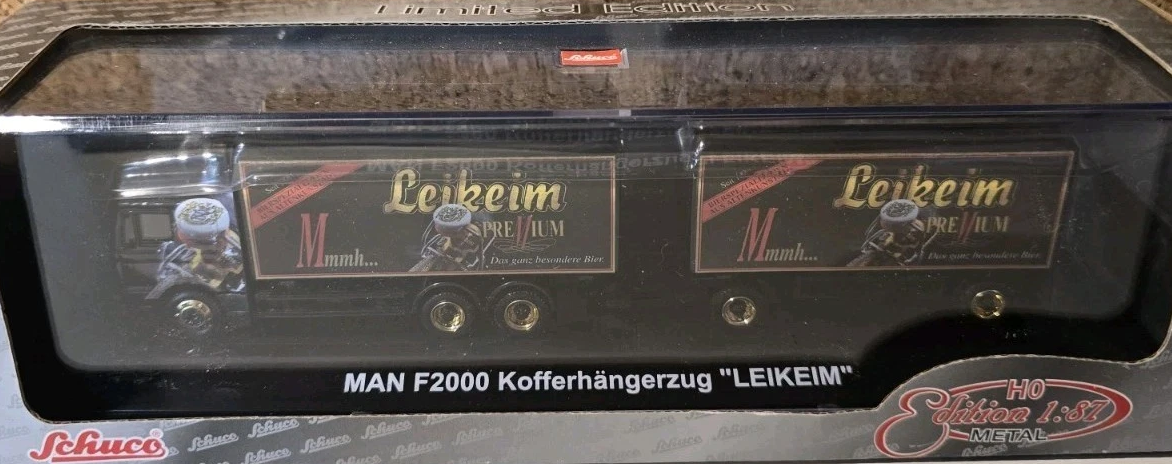 Limited Edition
Schuco
Leikeim
PREMIUM
Mmmh...
Das ganz besondere Bier.
Leikeim
PREMIUM
Mmmh...
Das ganz besondere Bier.
MAN F2000 Kofferhängerzug "LEIKEIM"
H0
Edition 1:87
METAL
Schuco